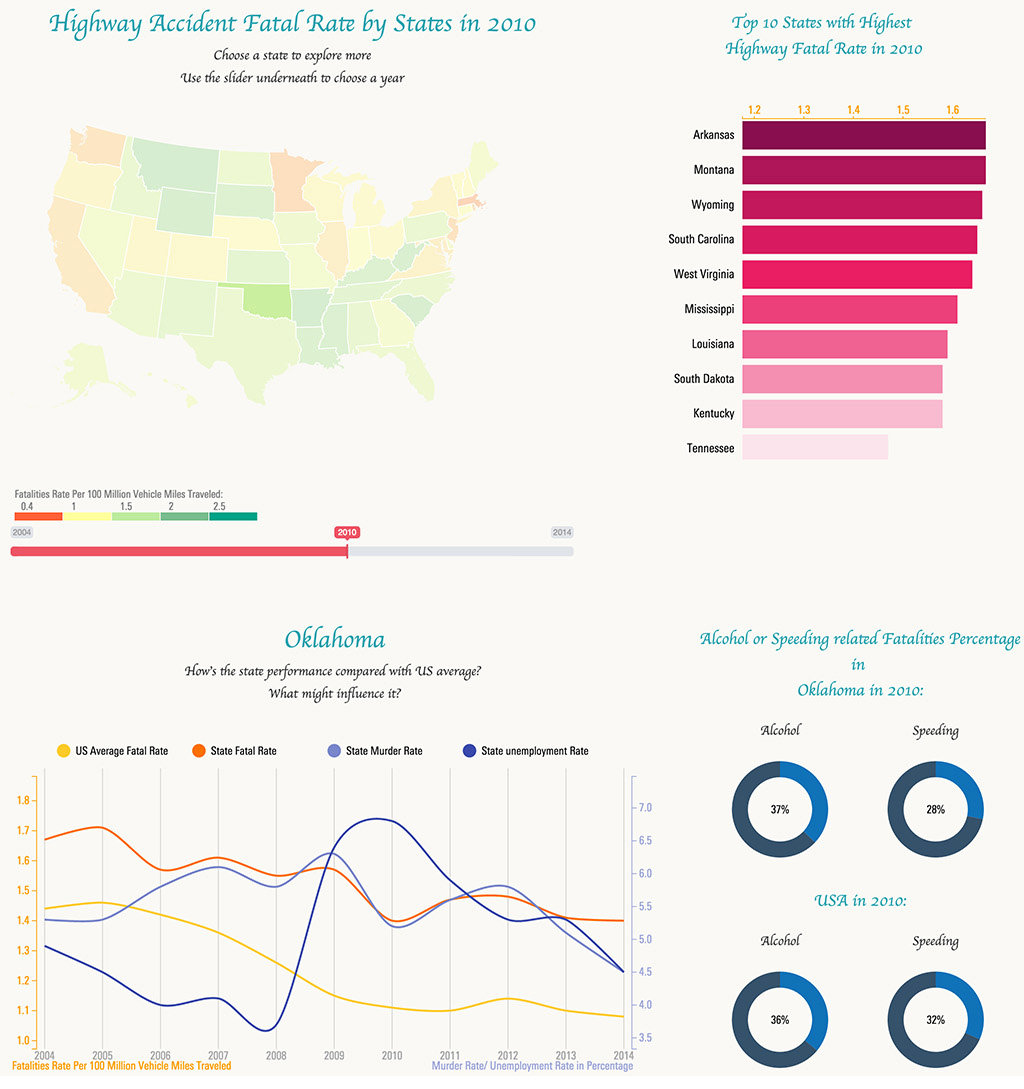 Highway Accident Fatal Rate by States in 2010
Choose a state to explore more
Use the slider underneath to choose a year
Top 10 States with Highest
Highway Fatal Rate in 2010
1.2 1.3 1.4 1.5 1.6
Arkansas
Montana
Wyoming
South Carolina
West Virginia
Mississippi
Louisiana
South Dakota
Kentucky
Tennessee
Fatalities Rate Per 100 Million Vehicle Miles Traveled:
0.4 1 1.5 2 2.5
2004 2010 2014
Oklahoma
How's the state performance compared with US average?
What might influence it?
US Average Fatal Rate State Fatal Rate State Murder Rate State unemployment Rate
1.8
1.7
1.6
1.5
1.4
1.3
1.2
1.1
1.0
7.0
6.5
6.0
5.5
5.0
4.5
4.0
3.5
2004 2005 2006 2007 2008 2009 2010 2011 2012 2013 2014
Fatalities Rate Per 100 Million Vehicle Miles Traveled
Murder Rate/ Unemployment Rate in Percentage
Alcohol or Speeding related Fatalities Percentage
in
Oklahoma in 2010:
Alcohol Speeding
37% 28%
USA in 2010:
Alcohol Speeding
36% 32%